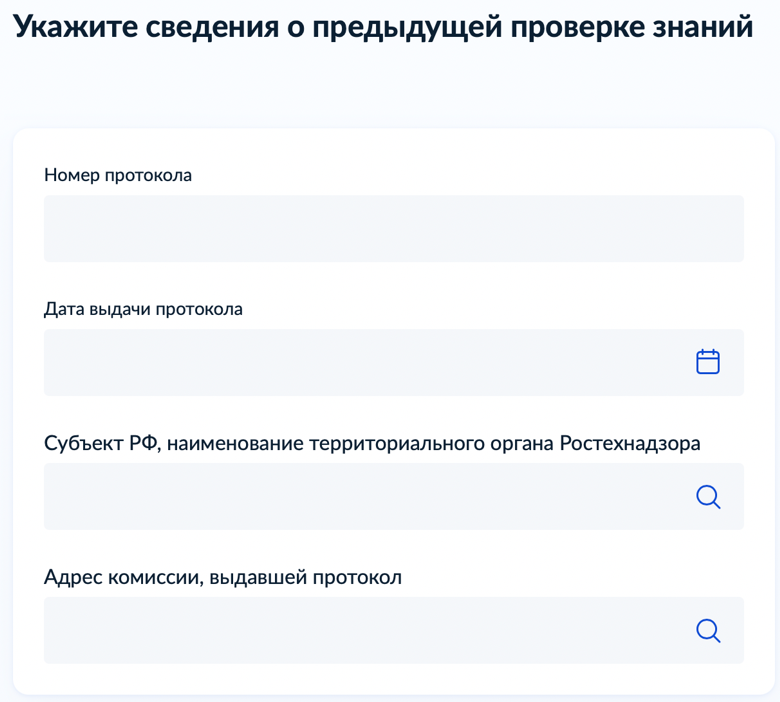 Укажите сведения о предыдущей проверке знаний
Номер протокола
Дата выдачи протокола
Субъект РФ, наименование территориального органа Ростехнадзора
Адрес комиссии, выдавшей протокол